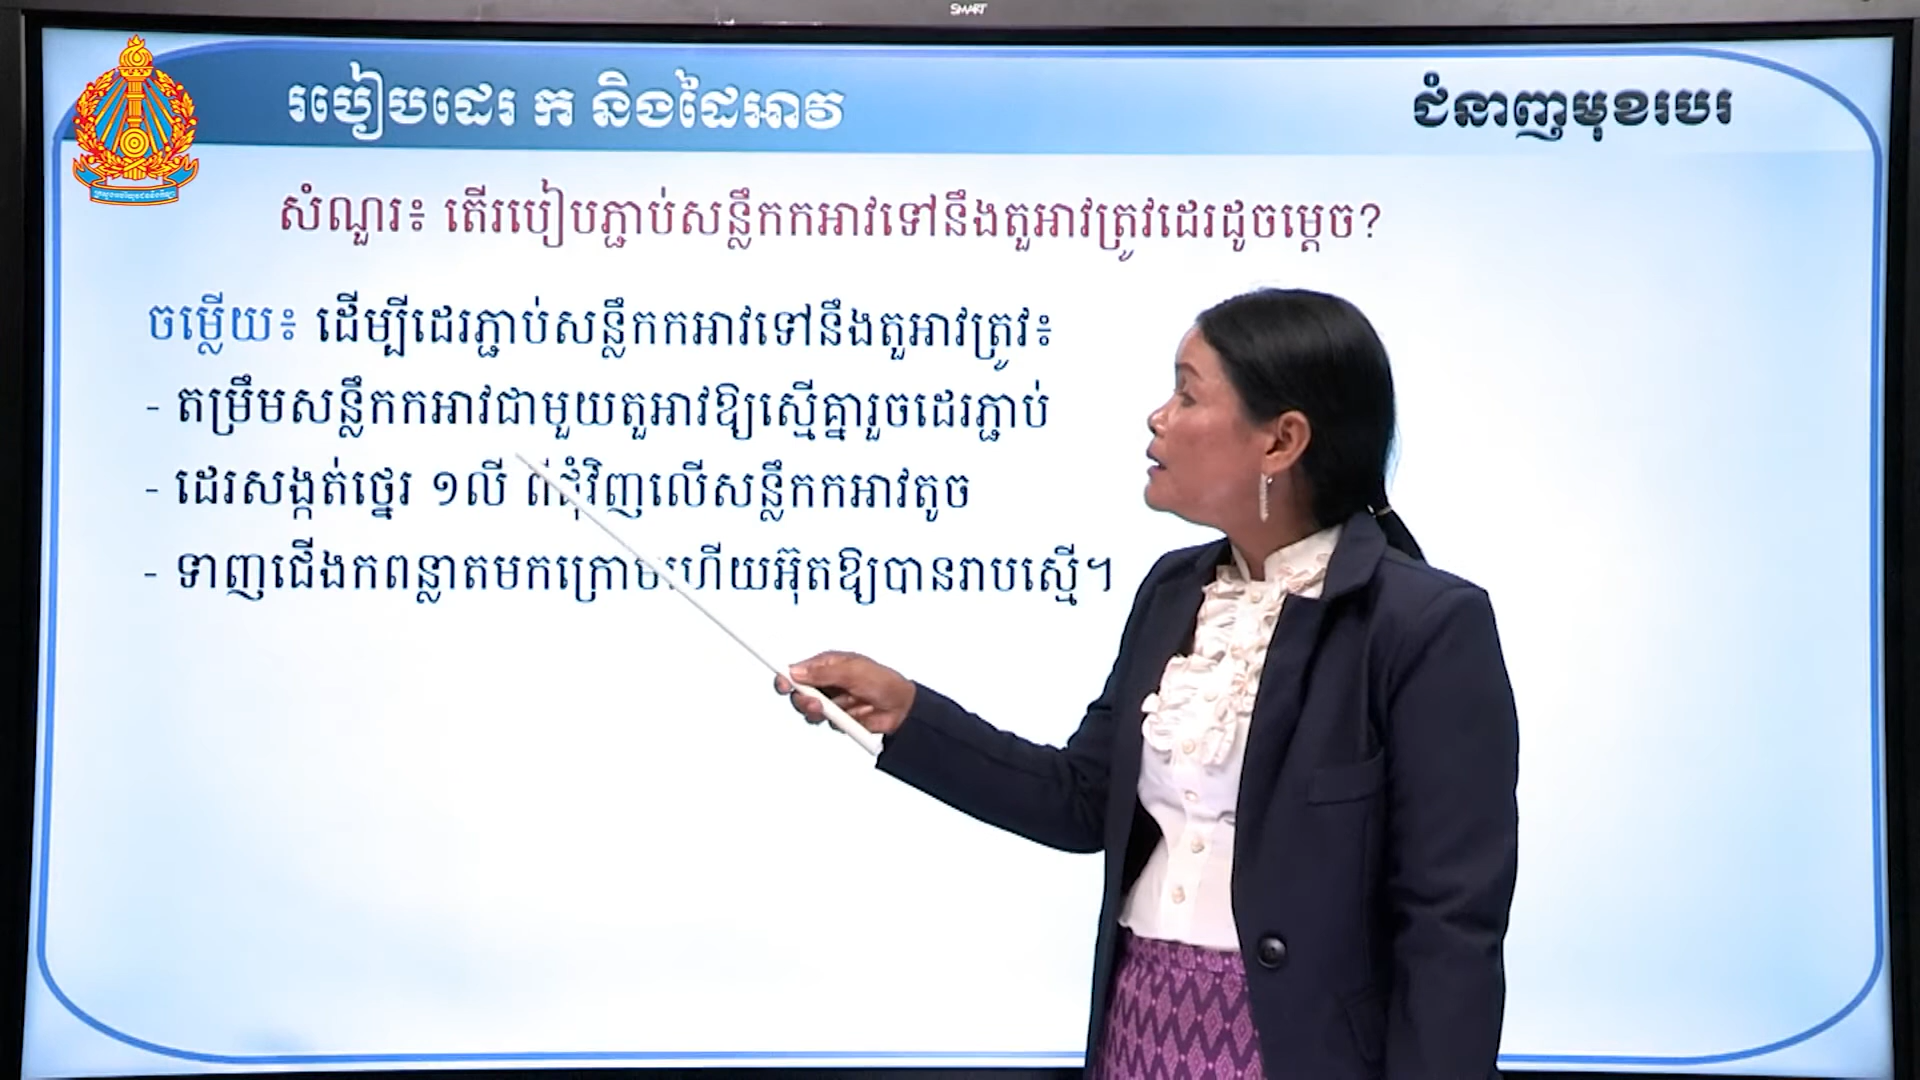 SMART
របៀបដេរ ក និងដៃអាវ
ជំនាញមុខរបរ
សំណួរ៖ តើរបៀបភ្ជាប់សន្លឹកកអាវទៅនឹងតួអាវត្រូវដេរដូចម្តេច?
ចម្លើយ៖ ដើម្បីដេរភ្ជាប់សន្លឹកកអាវទៅនឹងតួអាវត្រូវ៖
- តម្រឹមសន្លឹកកអាវជាមួយតួអាវឱ្យស្មើគ្នារួចដេរភ្ជាប់
- ដេរសង្កត់ថ្នេរ ១លី ព័ទ្ធជុំវិញលើសន្លឹកកអាវតូច
- ទាញជើងកពន្លាតមកក្រោមហើយអ៊ុតឱ្យបានរាបស្មើ។